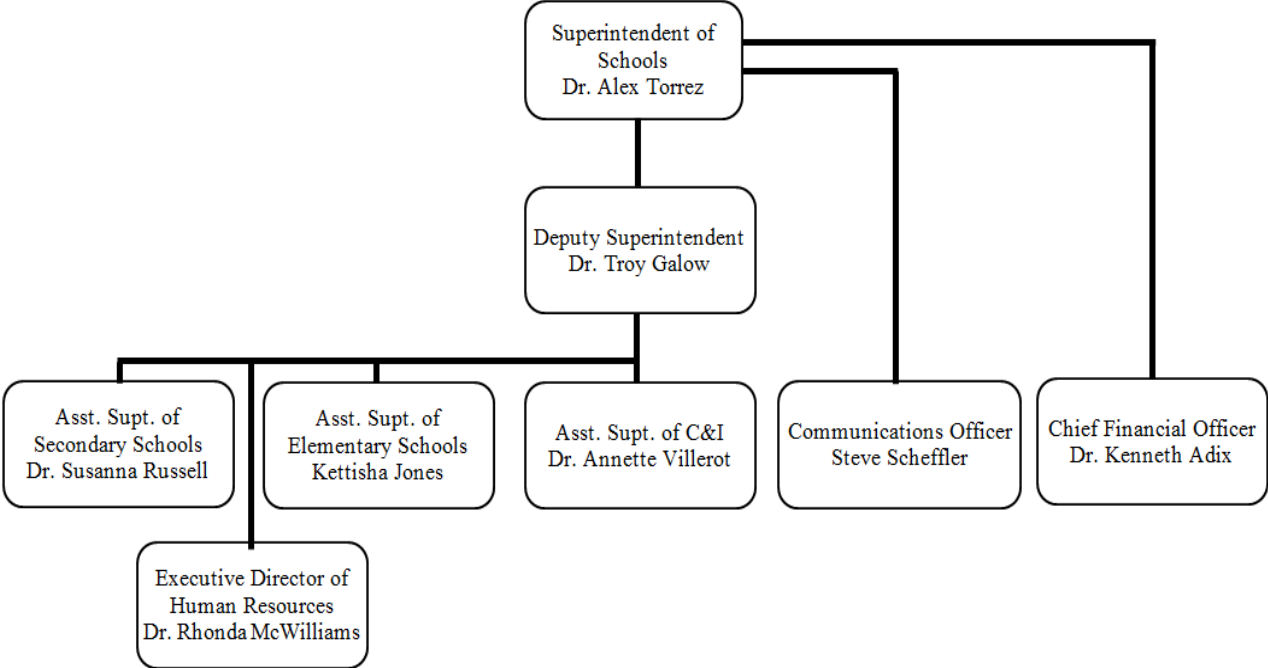 Superintendent of
Schools
Dr. Alex Torrez
Deputy Superintendent
Dr. Troy Galow
Asst. Supt. of
Secondary Schools
Dr. Susanna Russell
Asst. Supt. of
Elementary Schools
Kettisha Jones
Asst. Supt. of C&I
Dr. Annette Villerot
Communications Officer
Steve Scheffler
Chief Financial Officer
Dr. Kenneth Adix
Executive Director of
Human Resources
Dr. Rhonda McWilliams